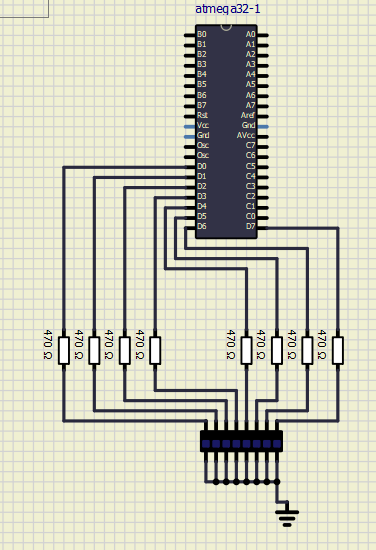 atmega32-1
B0 A0
B1 A1
B2 A2
B3 A3
B4 A4
B5 A5
B6 A6
B7 A7
Rst Aref
Vcc Gnd
Gnd AVcc
Osc C7
Osc C6
D0 C5
D1 C4
D2 C3
D3 C2
D4 C1
D5 C0
D6 D7
470 Ω
470 Ω
470 Ω
470 Ω
470 Ω
470 Ω
470 Ω
470 Ω